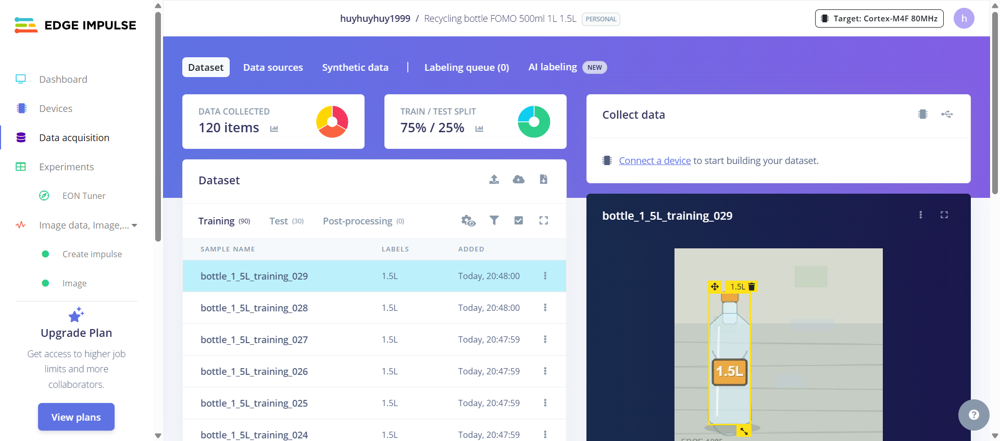 EDGE IMPULSE
huyhuyhuy1999 / Recycling bottle FOMO 500ml 1L 1.5L PERSONAL
Target: Cortex-M4F 80MHz
h
Dashboard
Devices
Data acquisition
Experiments
EON Tuner
Image data, Image,...
Create impulse
Image
Upgrade Plan
Get access to higher job
limits and more
collaborators.
View plans
Dataset
Data sources
Synthetic data
Labeling queue (0)
AI labeling NEW
DATA COLLECTED
120 items
TRAIN / TEST SPLIT
75% / 25%
Collect data
Connect a device to start building your dataset.
Dataset
Training (90)
Test (30)
Post-processing (0)
SAMPLE NAME LABELS ADDED
bottle_1_5L_training_029 1.5L Today, 20:48:00
bottle_1_5L_training_028 1.5L Today, 20:48:00
bottle_1_5L_training_027 1.5L Today, 20:47:59
bottle_1_5L_training_026 1.5L Today, 20:47:59
bottle_1_5L_training_025 1.5L Today, 20:47:59
bottle_1_5L_training_024 1.5L Today, 20:47:59
bottle_1_5L_training_029
1.5L
1.5L